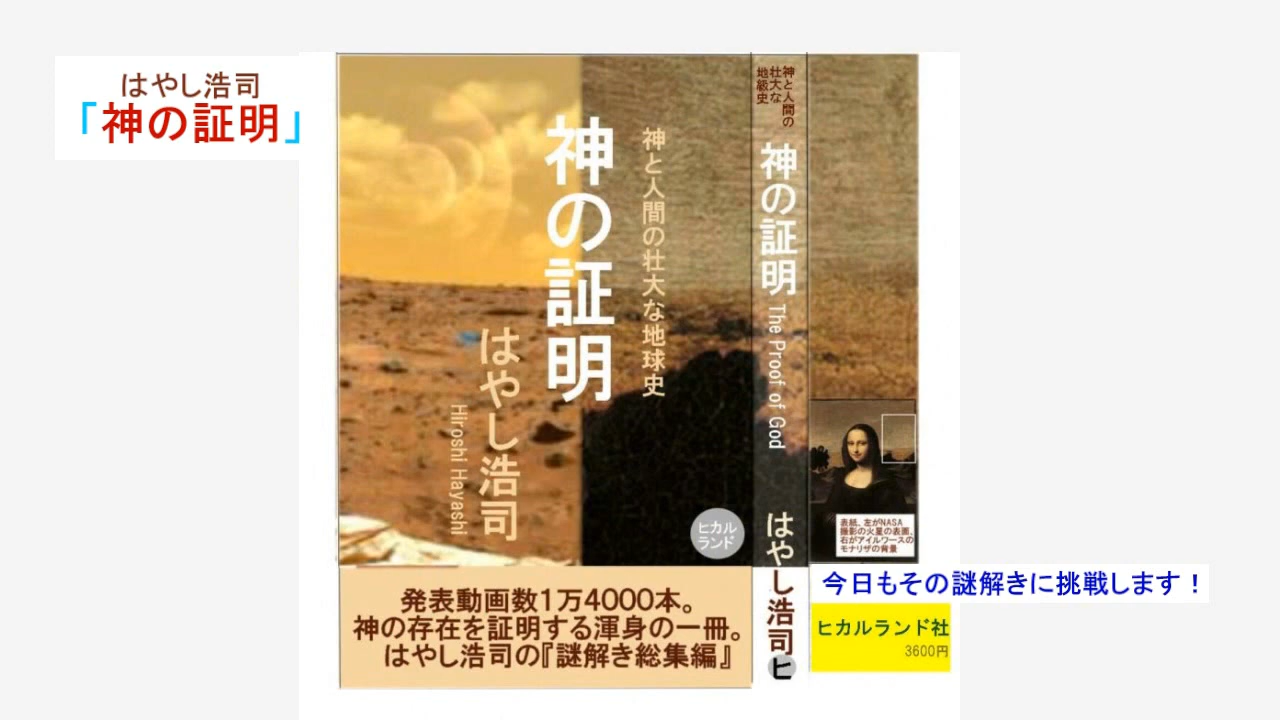 はやし浩司
「神の証明」
神と人間の壮大な地球史
神の証明
はやし浩司
Hiroshi Hayashi
ヒカル
ランド
発表動画数1万4000本。
神の存在を証明する渾身の一冊。
はやし浩司の『謎解き総集編』
神と人間の
壮大な
地級史
神の証明 The Proof of God
はやし浩司
ヒ
表紙、左がNASA
撮影の火星の表画、
右がアイルワースの
モナリザの背景
今日もその謎解きに挑戦します！
ヒカルランド社
3600円